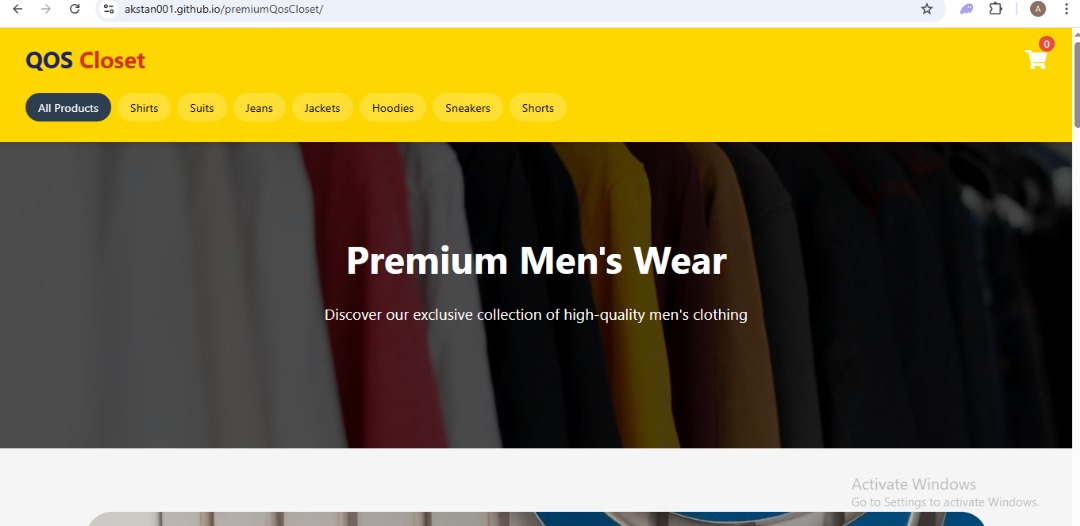 akstan001.github.io/premiumQosCloset/
A
QOS Closet
0
All Products Shirts Suits Jeans Jackets Hoodies Sneakers Shorts
Premium Men's Wear
Discover our exclusive collection of high-quality men's clothing
Activate Windows
Go to Settings to activate Windows.